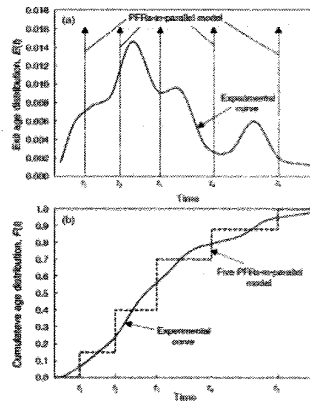 (a)
PFRs-in-parallel model
Exit age distribution, E(t)
0.018
0.016
0.014
0.012
0.010
0.008
0.006
0.004
0.002
0.000
Experimental
curve
Time
(b)
Cumulative age distribution, F(t)
1.0
0.9
0.8
0.7
0.6
0.5
0.4
0.3
0.2
0.1
0.0
Five PFRs-in-parallel
model
Experimental
curve
Time